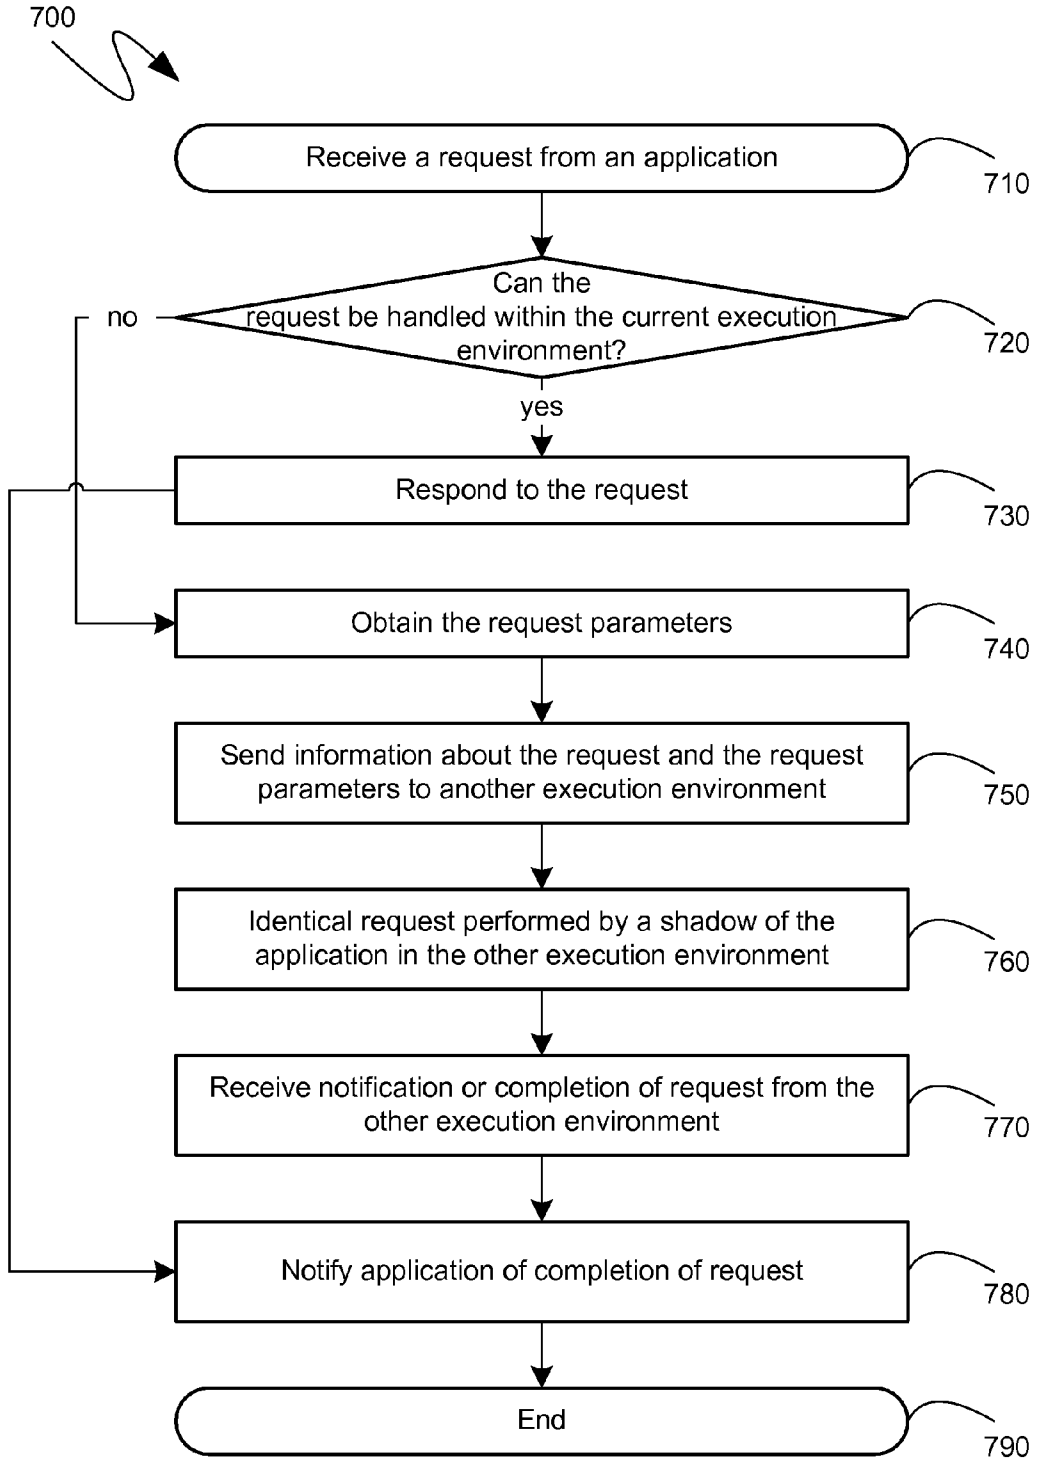 700
Receive a request from an application
710
Can the
request be handled within the current execution
environment?
no
720
yes
Respond to the request
730
Obtain the request parameters
740
Send information about the request and the request
parameters to another execution environment
750
Identical request performed by a shadow of the
application in the other execution environment
760
Receive notification or completion of request from the
other execution environment
770
Notify application of completion of request
780
End
790